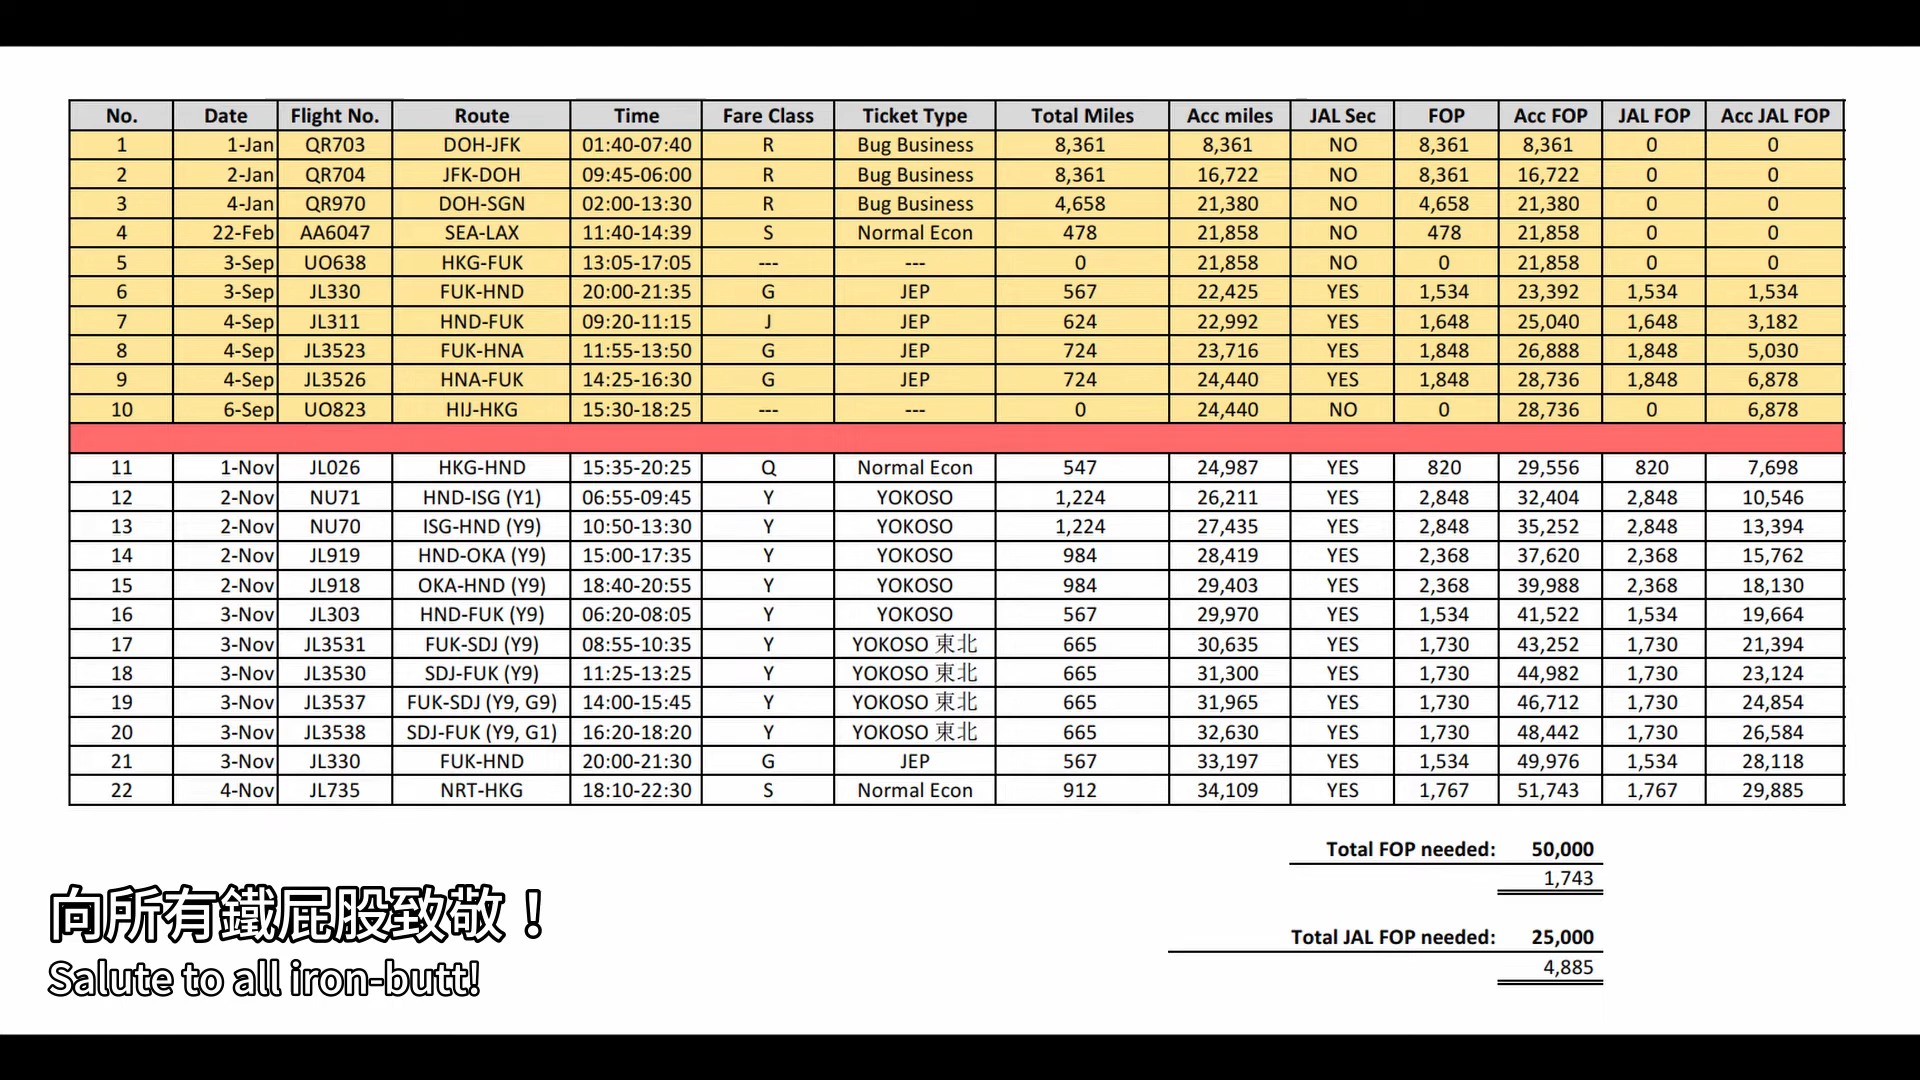 No. Date Flight No. Route Time Fare Class Ticket Type Total Miles Acc miles JAL Sec FOP Acc FOP JAL FOP Acc JAL FOP
1 1-Jan QR703 DOH-JFK 01:40-07:40 R Bug Business 8,361 8,361 NO 8,361 8,361 0 0
2 2-Jan QR704 JFK-DOH 09:45-06:00 R Bug Business 8,361 16,722 NO 8,361 16,722 0 0
3 4-Jan QR970 DOH-SGN 02:00-13:30 R Bug Business 4,658 21,380 NO 4,658 21,380 0 0
4 22-Feb AA6047 SEA-LAX 11:40-14:39 S Normal Econ 478 21,858 NO 478 21,858 0 0
5 3-Sep UO638 HKG-FUK 13:05-17:05 --- --- 0 21,858 NO 0 21,858 0 0
6 3-Sep JL330 FUK-HND 20:00-21:35 G JEP 567 22,425 YES 1,534 23,392 1,534 1,534
7 4-Sep JL311 HND-FUK 09:20-11:15 J JEP 624 22,992 YES 1,648 25,040 1,648 3,182
8 4-Sep JL3523 FUK-HNA 11:55-13:50 G JEP 724 23,716 YES 1,848 26,888 1,848 5,030
9 4-Sep JL3526 HNA-FUK 14:25-16:30 G JEP 724 24,440 YES 1,848 28,736 1,848 6,878
10 6-Sep UO823 HIJ-HKG 15:30-18:25 --- --- 0 24,440 NO 0 28,736 0 6,878
11 1-Nov JL026 HKG-HND 15:35-20:25 Q Normal Econ 547 24,987 YES 820 29,556 820 7,698
12 2-Nov NU71 HND-ISG (Y1) 06:55-09:45 Y YOKOSO 1,224 26,211 YES 2,848 32,404 2,848 10,546
13 2-Nov NU70 ISG-HND (Y9) 10:50-13:30 Y YOKOSO 1,224 27,435 YES 2,848 35,252 2,848 13,394
14 2-Nov JL919 HND-OKA (Y9) 15:00-17:35 Y YOKOSO 984 28,419 YES 2,368 37,620 2,368 15,762
15 2-Nov JL918 OKA-HND (Y9) 18:40-20:55 Y YOKOSO 984 29,403 YES 2,368 39,988 2,368 18,130
16 3-Nov JL303 HND-FUK (Y9) 06:20-08:05 Y YOKOSO 567 29,970 YES 1,534 41,522 1,534 19,664
17 3-Nov JL3531 FUK-SDJ (Y9) 08:55-10:35 Y YOKOSO 東北 665 30,635 YES 1,730 43,252 1,730 21,394
18 3-Nov JL3530 SDJ-FUK (Y9) 11:25-13:25 Y YOKOSO 東北 665 31,300 YES 1,730 44,982 1,730 23,124
19 3-Nov JL3537 FUK-SDJ (Y9, G9) 14:00-15:45 Y YOKOSO 東北 665 31,965 YES 1,730 46,712 1,730 24,854
20 3-Nov JL3538 SDJ-FUK (Y9, G1) 16:20-18:20 Y YOKOSO 東北 665 32,630 YES 1,730 48,442 1,730 26,584
21 3-Nov JL330 FUK-HND 20:00-21:30 G JEP 567 33,197 YES 1,534 49,976 1,534 28,118
22 4-Nov JL735 NRT-HKG 18:10-22:30 S Normal Econ 912 34,109 YES 1,767 51,743 1,767 29,885
Total FOP needed: 50,000
1,743
Total JAL FOP needed: 25,000
4,885
向所有鐵屁股致敬！
Salute to all iron-butt!